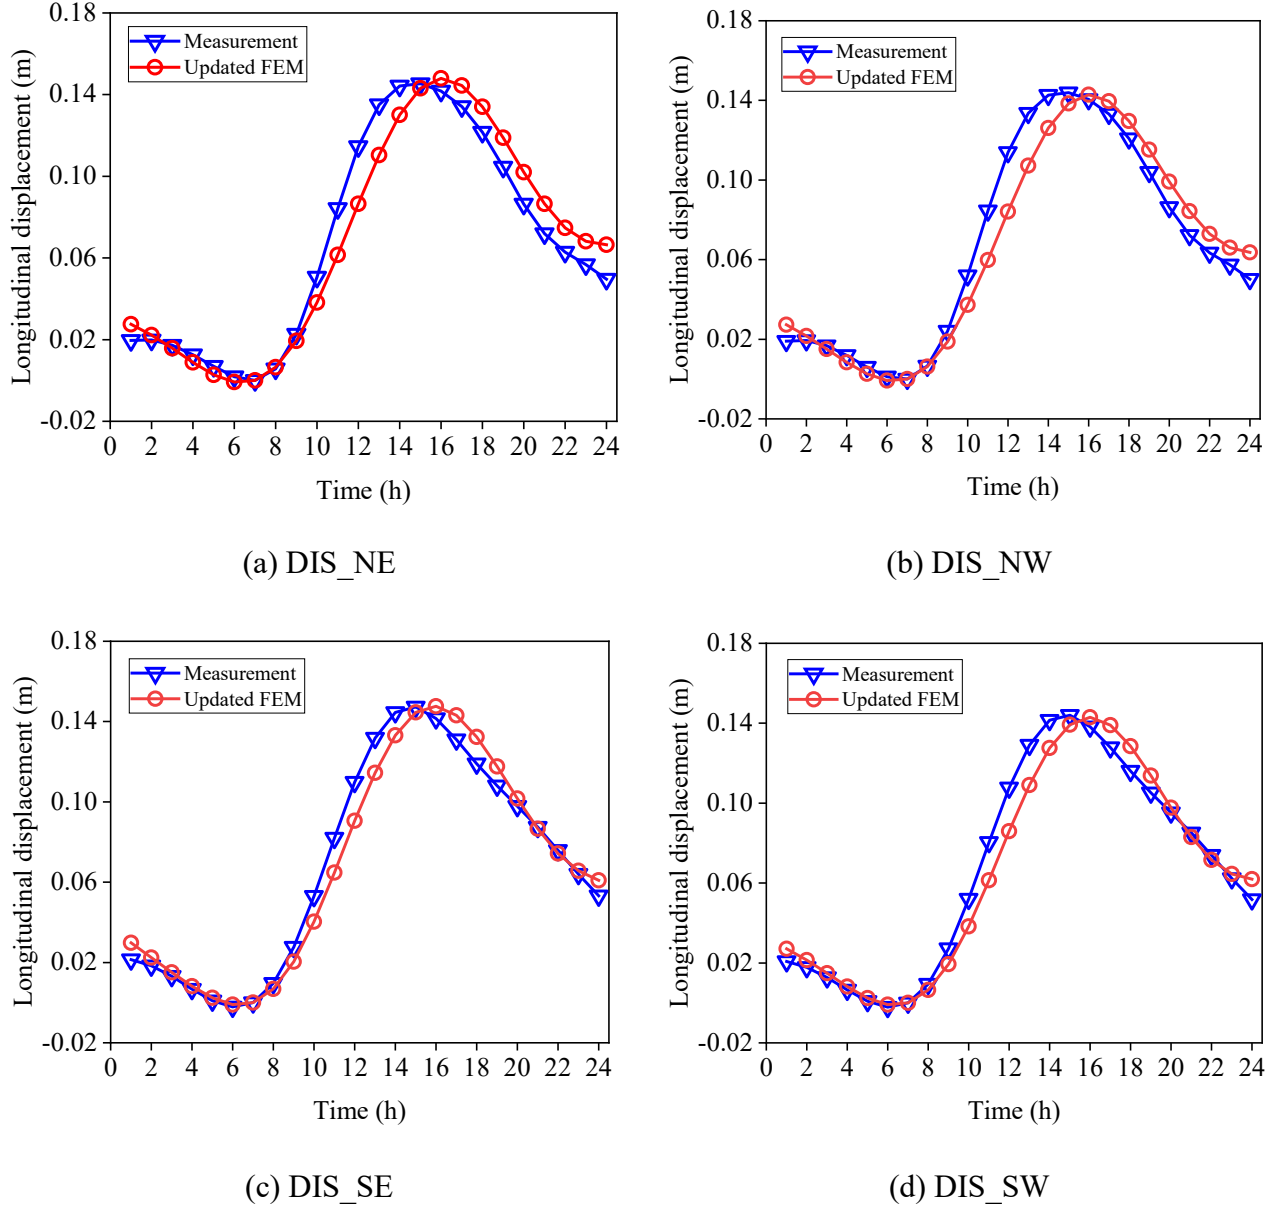 0.18
0.14
0.10
0.06
0.02
-0.02
Longitudinal displacement (m)
Measurement
Updated FEM
0 2 4 6 8 10 12 14 16 18 20 22 24
Time (h)
(a) DIS_NE
0.18
0.14
0.10
0.06
0.02
-0.02
Longitudinal displacement (m)
Measurement
Updated FEM
0 2 4 6 8 10 12 14 16 18 20 22 24
Time (h)
(b) DIS_NW
0.18
0.14
0.10
0.06
0.02
-0.02
Longitudinal displacement (m)
Measurement
Updated FEM
0 2 4 6 8 10 12 14 16 18 20 22 24
Time (h)
(c) DIS_SE
0.18
0.14
0.10
0.06
0.02
-0.02
Longitudinal displacement (m)
Measurement
Updated FEM
0 2 4 6 8 10 12 14 16 18 20 22 24
Time (h)
(d) DIS_SW